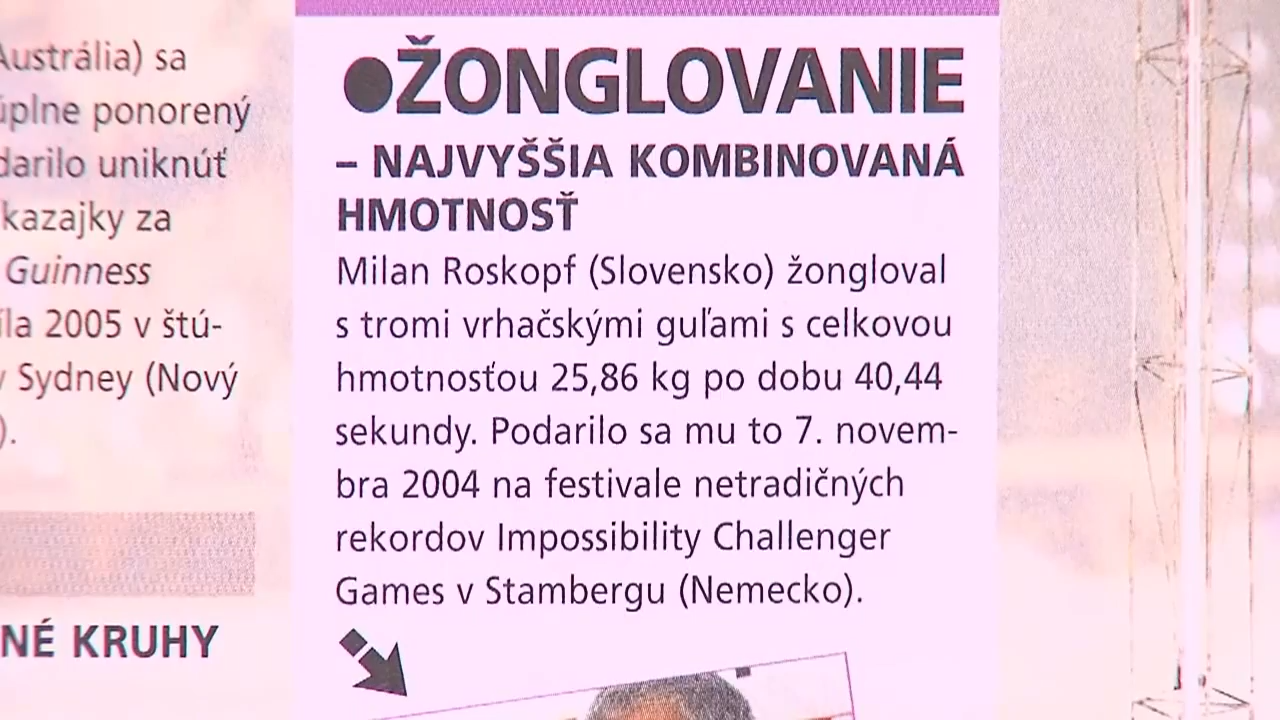 Austrália) sa
úplne ponorený
darilo uniknúť
kazajky za
Guinness
2005 v štú-
Sydney (Nový
).
NÉ KRUHY
●ŽONGLOVANIE
– NAJVYŠŠIA KOMBINOVANÁ
HMOTNOSŤ
Milan Roskopf (Slovensko) žongloval
s tromi vrhačskými guľami s celkovou
hmotnosťou 25,86 kg po dobu 40,44
sekundy. Podarilo sa mu to 7. novem-
bra 2004 na festivale netradičných
rekordov Impossibility Challenger
Games v Stambergu (Nemecko).